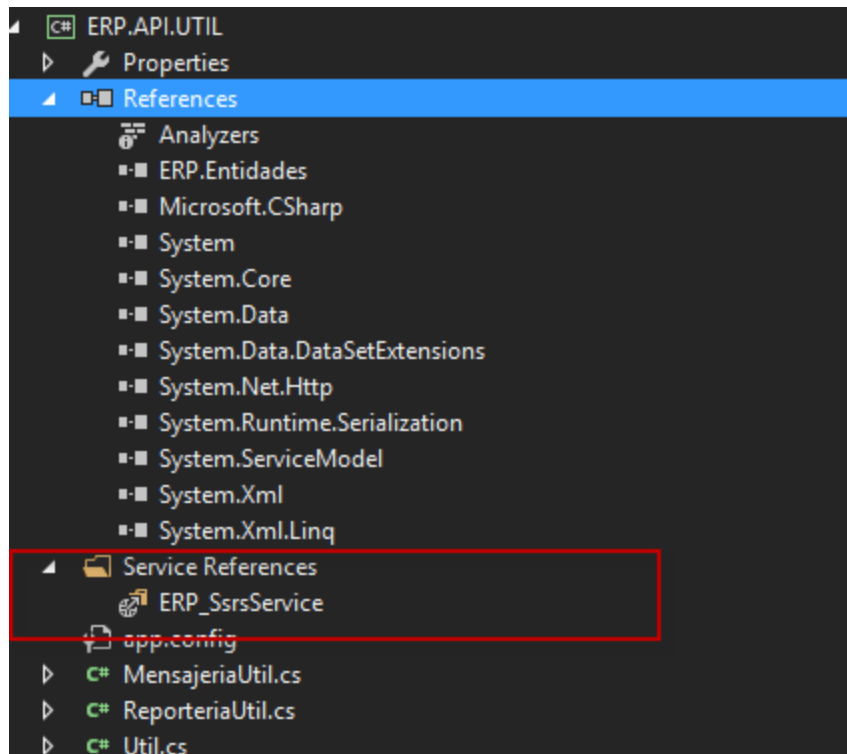 C# ERP.API.UTIL
Properties
References
Analyzers
ERP.Entidades
Microsoft.CSharp
System
System.Core
System.Data
System.Data.DataSetExtensions
System.Net.Http
System.Runtime.Serialization
System.ServiceModel
System.Xml
System.Xml.Linq
Service References
ERP_SsrsService
app.config
C# MensajeriaUtil.cs
C# ReporteriaUtil.cs
C# Util.cs